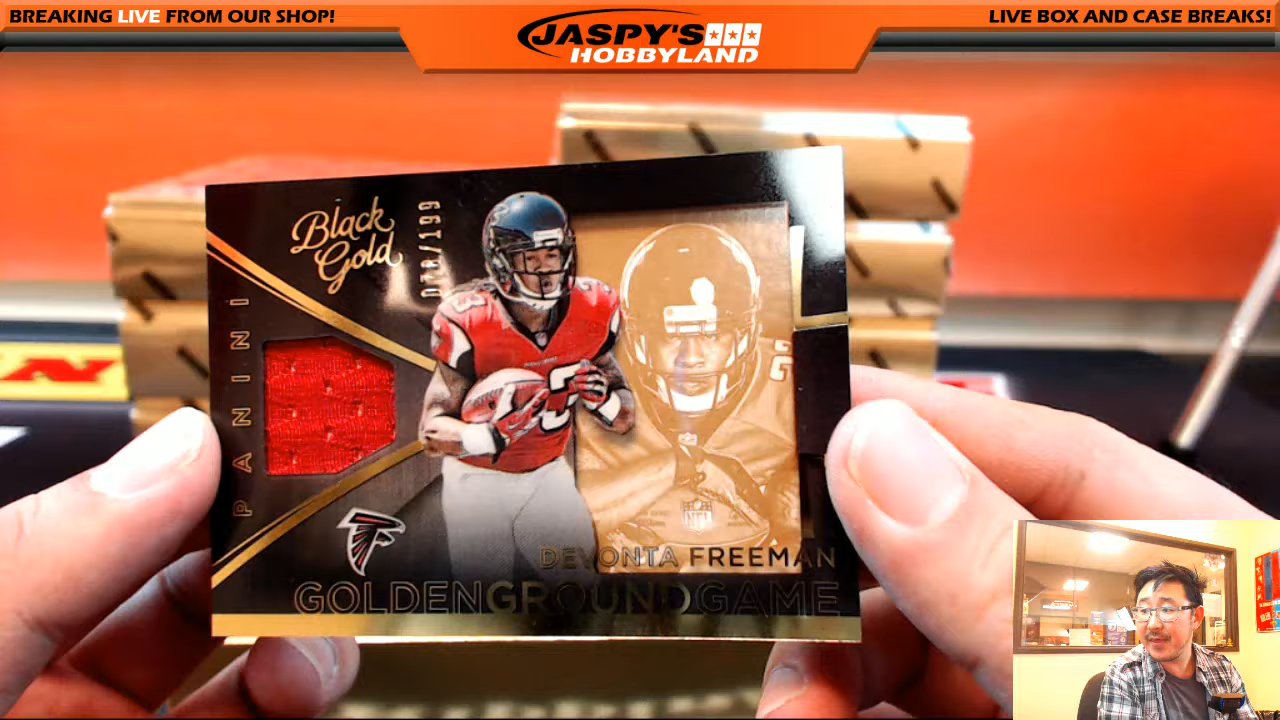 BREAKING LIVE FROM OUR SHOP!
JASPY'S
HOBBYLAND
LIVE BOX AND CASE BREAKS!
Black
Gold
PANINI
DEVONTA FREEMAN
GOLDENGROUNDGAME